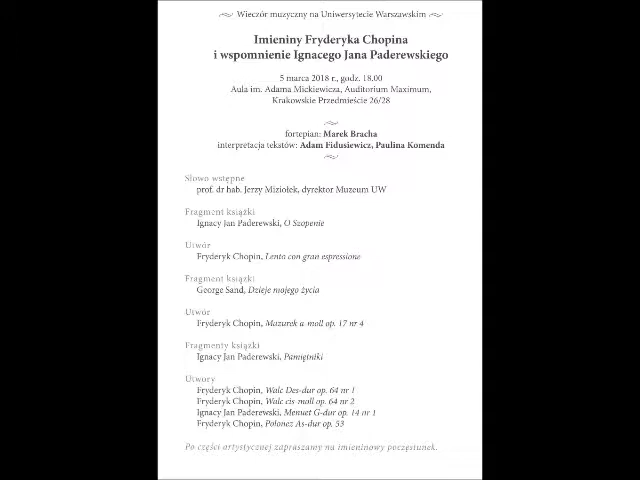 Wieczór muzyczny na Uniwersytecie Warszawskim
Imieniny Fryderyka Chopina
i wspomnienie Ignacego Jana Paderewskiego
5 marca 2018 r., godz. 18.00
Aula im. Adama Mickiewicza, Auditorium Maximum,
Krakowskie Przedmieście 26/28
fortepian: Marek Bracha
interpretacja tekstów: Adam Fidusiewicz, Paulina Komenda
Słowo wstępne
prof. dr hab. Jerzy Miziołek, dyrektor Muzeum UW
Fragment książki
Ignacy Jan Paderewski, O Szopenie
Utwór
Fryderyk Chopin, Lento con gran espressione
Fragment książki
George Sand, Dzieje mojego życia
Utwór
Fryderyk Chopin, Mazurek a-moll op. 17 nr 4
Fragmenty książki
Ignacy Jan Paderewski, Pamiętniki
Utwory
Fryderyk Chopin, Walc Des-dur op. 64 nr 1
Fryderyk Chopin, Walc cis-moll op. 64 nr 2
Ignacy Jan Paderewski, Menuet G-dur op. 14 nr 1
Fryderyk Chopin, Polonez As-dur op. 53
Po części artystycznej zapraszamy na imieninowy poczęstunek.